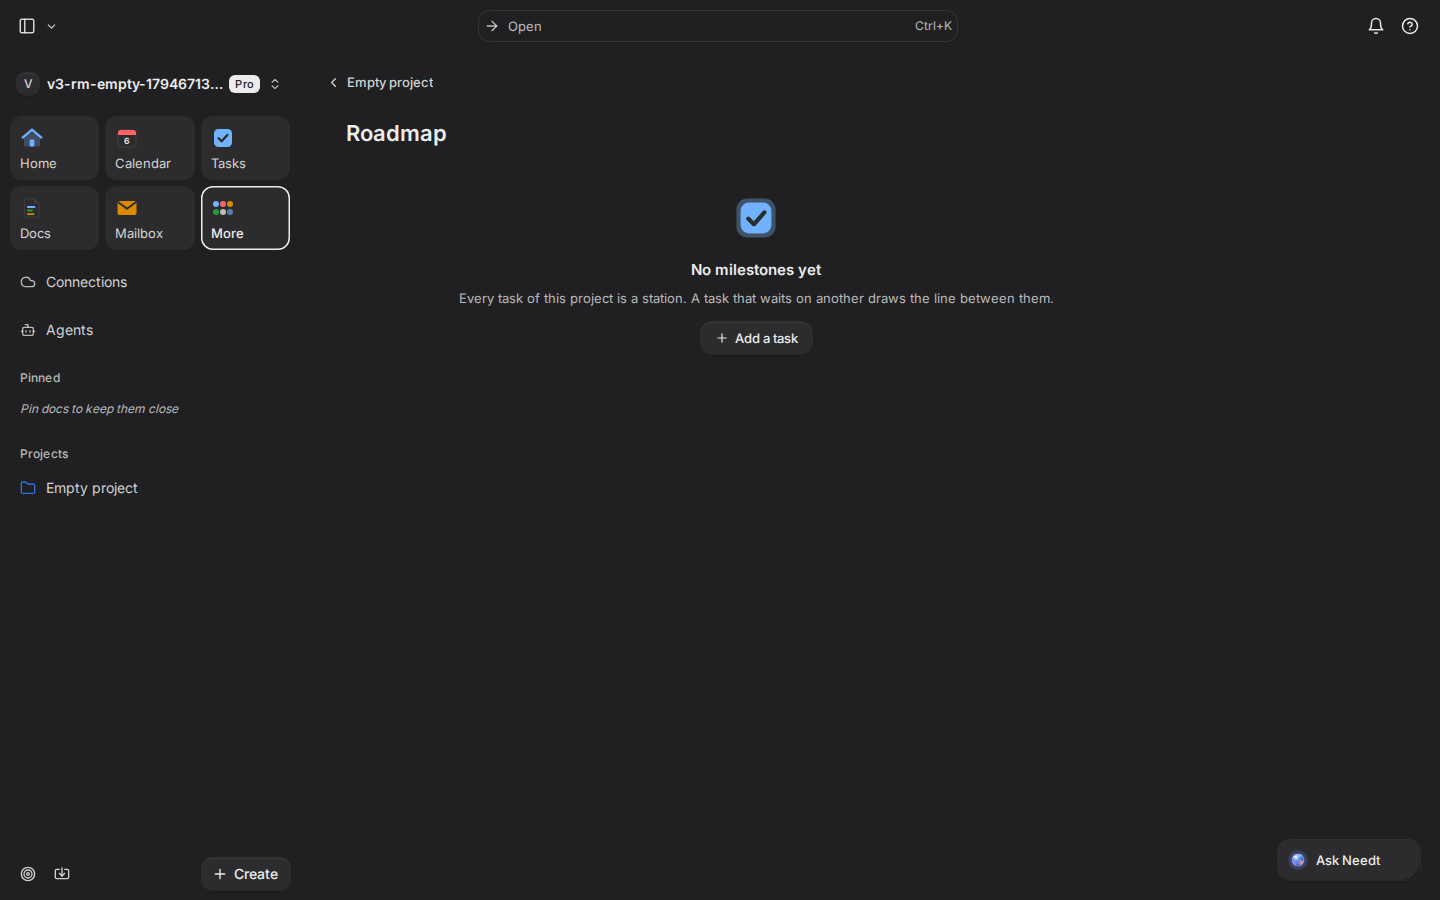 Open
Ctrl+K
V
v3-rm-empty-17946713...
Pro
Empty project
Roadmap
Home
6
Calendar
Tasks
Docs
Mailbox
More
Connections
Agents
Pinned
Pin docs to keep them close
Projects
Empty project
No milestones yet
Every task of this project is a station. A task that waits on another draws the line between them.
Add a task
Create
Ask Needt